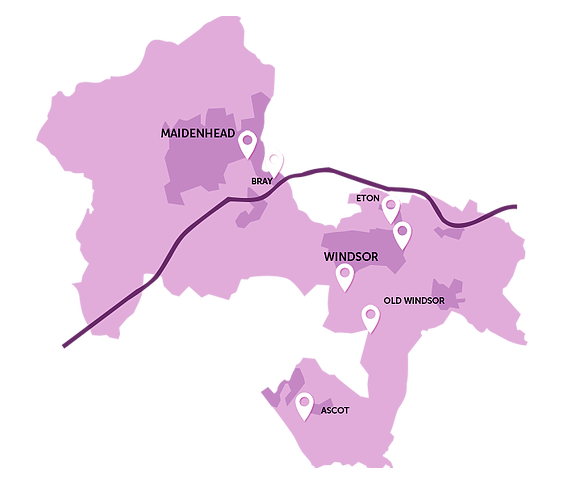 MAIDENHEAD
BRAY
ETON
WINDSOR
OLD WINDSOR
ASCOT